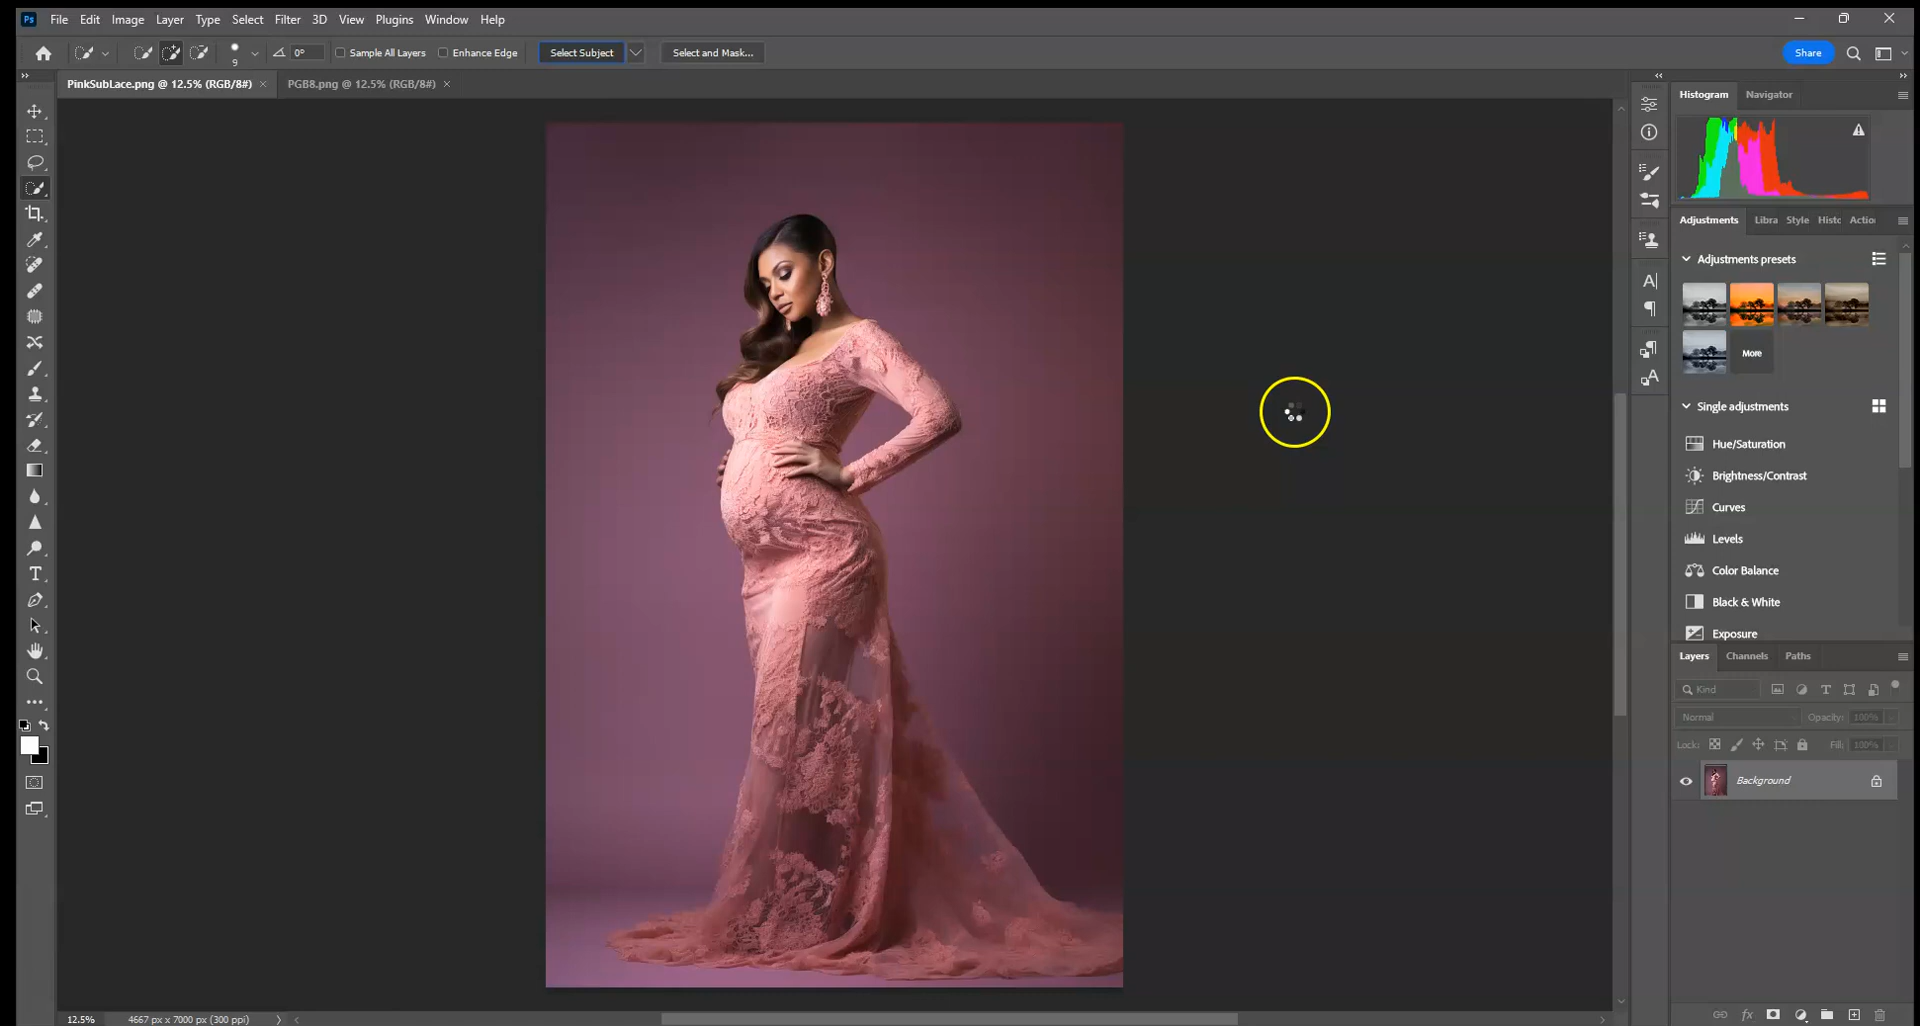 Ps File Edit Image Layer Type Select Filter 3D View Plugins Window Help
9 0° Sample All Layers Enhance Edge Select Subject Select and Mask... Share
PinkSubLace.png @ 12.5% (RGB/8#) × PGB8.png @ 12.5% (RGB/8#) ×
Histogram Navigator
Adjustments Libra Style Histc Actio
Adjustments presets
More
Single adjustments
Hue/Saturation
Brightness/Contrast
Curves
Levels
Color Balance
Black & White
Exposure
Layers Channels Paths
Kind
Normal Opacity: 100%
Lock: Fill: 100%
Background
fx
12.5% 4667 px x 7000 px (300 ppi)